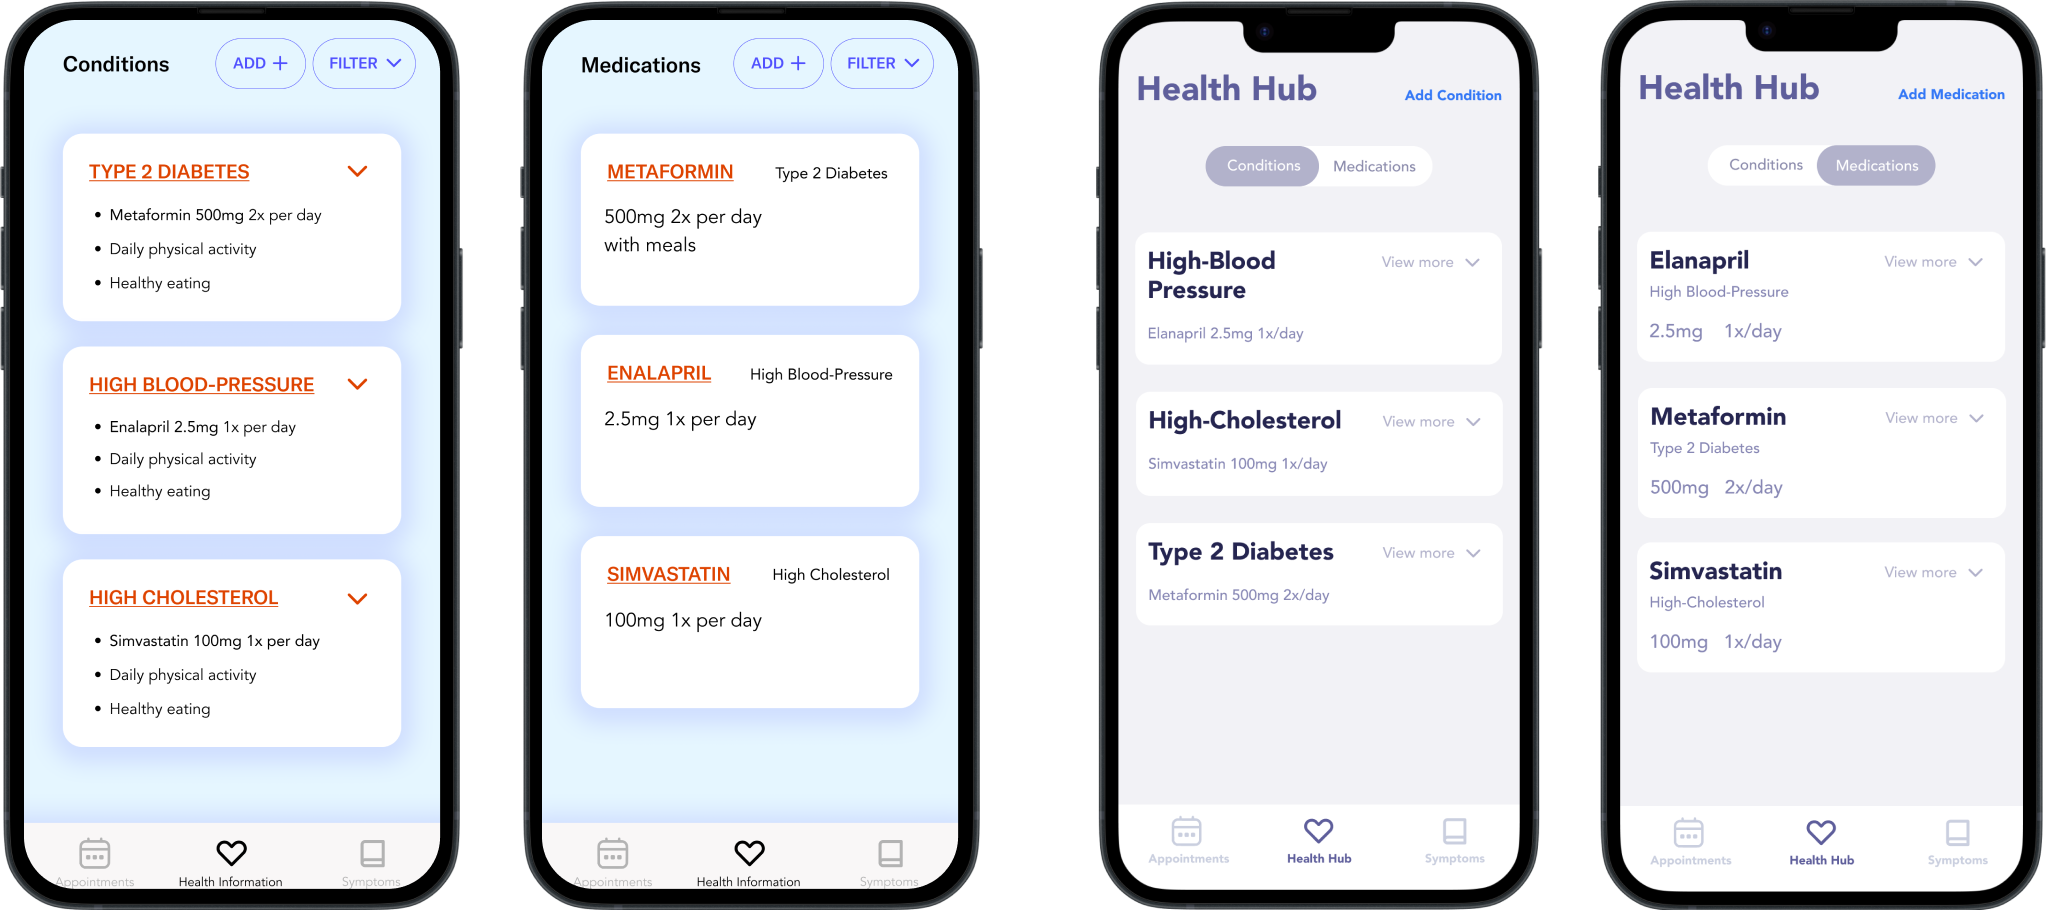 Conditions
ADD +
FILTER
TYPE 2 DIABETES
• Metaformin 500mg 2x per day
• Daily physical activity
• Healthy eating
HIGH BLOOD-PRESSURE
• Enalapril 2.5mg 1x per day
• Daily physical activity
• Healthy eating
HIGH CHOLESTEROL
• Simvastatin 100mg 1x per day
• Daily physical activity
• Healthy eating
Appointments
Health Information
Symptoms
Medications
ADD +
FILTER
METAFORMIN
Type 2 Diabetes
500mg 2x per day
with meals
ENALAPRIL
High Blood-Pressure
2.5mg 1x per day
SIMVASTATIN
High Cholesterol
100mg 1x per day
Appointments
Health Information
Symptoms
Health Hub
Add Condition
Conditions
Medications
High-Blood
Pressure
View more
Elanapril 2.5mg 1x/day
High-Cholesterol
View more
Simvastatin 100mg 1x/day
Type 2 Diabetes
View more
Metaformin 500mg 2x/day
Appointments
Health Hub
Symptoms
Health Hub
Add Medication
Conditions
Medications
Elanapril
View more
High Blood-Pressure
2.5mg 1x/day
Metaformin
View more
Type 2 Diabetes
500mg 2x/day
Simvastatin
View more
High-Cholesterol
100mg 1x/day
Appointments
Health Hub
Symptoms